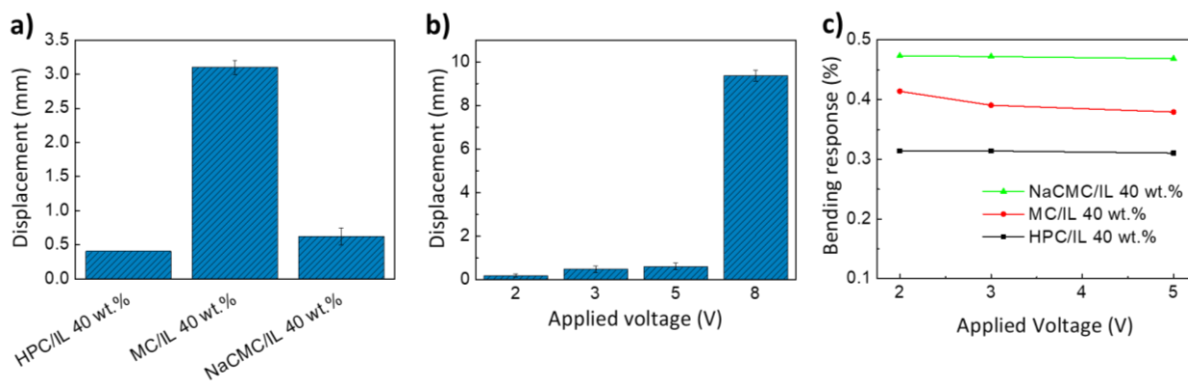 a)
Displacement (mm)
3.5
3.0
2.5
2.0
1.5
1.0
0.5
0.0
HPC/IL 40 wt.%
MC/IL 40 wt.%
NaCMC/IL 40 wt.%
b)
Displacement (mm)
10
8
6
4
2
0
2
3
5
8
Applied voltage (V)
c)
Bending response (%)
0.5
0.4
0.3
0.2
0.1
NaCMC/IL 40 wt.%
MC/IL 40 wt.%
HPC/IL 40 wt.%
2
3
4
5
Applied Voltage (V)